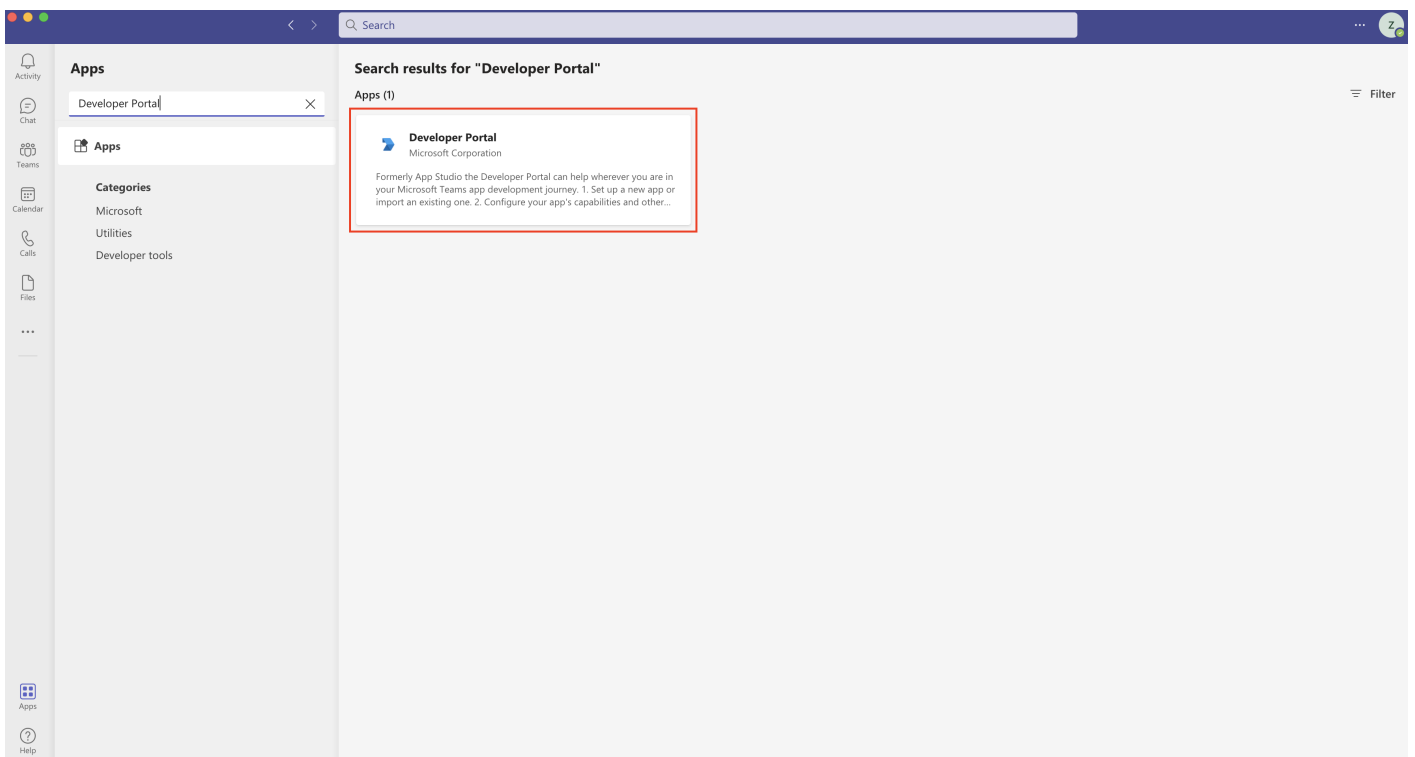 Search
...
Z
Activity
Chat
Teams
Calendar
Calls
Files
...
Apps
Help
Apps
Developer Portal
Apps
Categories
Microsoft
Utilities
Developer tools
Search results for "Developer Portal"
Apps (1)
Filter
Developer Portal
Microsoft Corporation
Formerly App Studio the Developer Portal can help wherever you are in
your Microsoft Teams app development journey. 1. Set up a new app or
import an existing one. 2. Configure your app's capabilities and other...